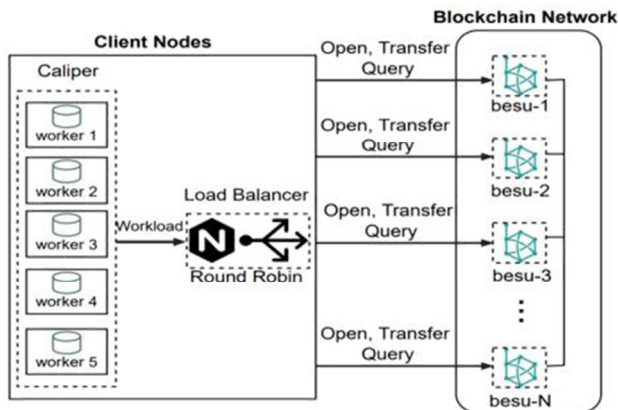 Blockchain Network
Client Nodes
Caliper
worker 1
worker 2
worker 3
worker 4
worker 5
Workload
Load Balancer
N
Round Robin
Open, Transfer
Query
besu-1
Open, Transfer
Query
besu-2
Open, Transfer
Query
besu-3
Open, Transfer
Query
besu-N